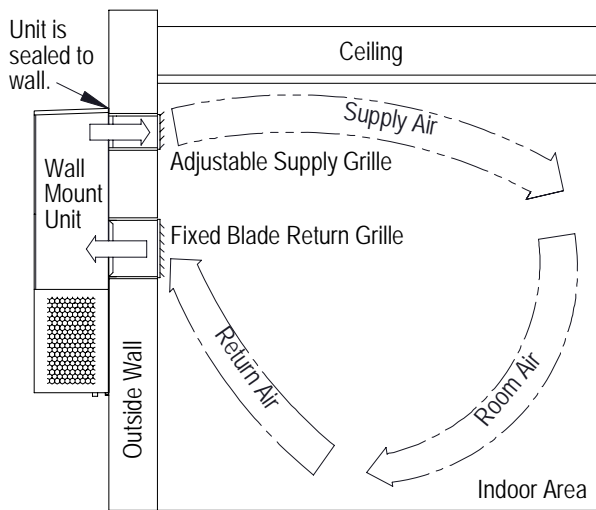 Unit is
sealed to
wall.
Ceiling
Supply Air
Adjustable Supply Grille
Wall
Mount
Unit
Fixed Blade Return Grille
Return Air
Room Air
Outside Wall
Indoor Area